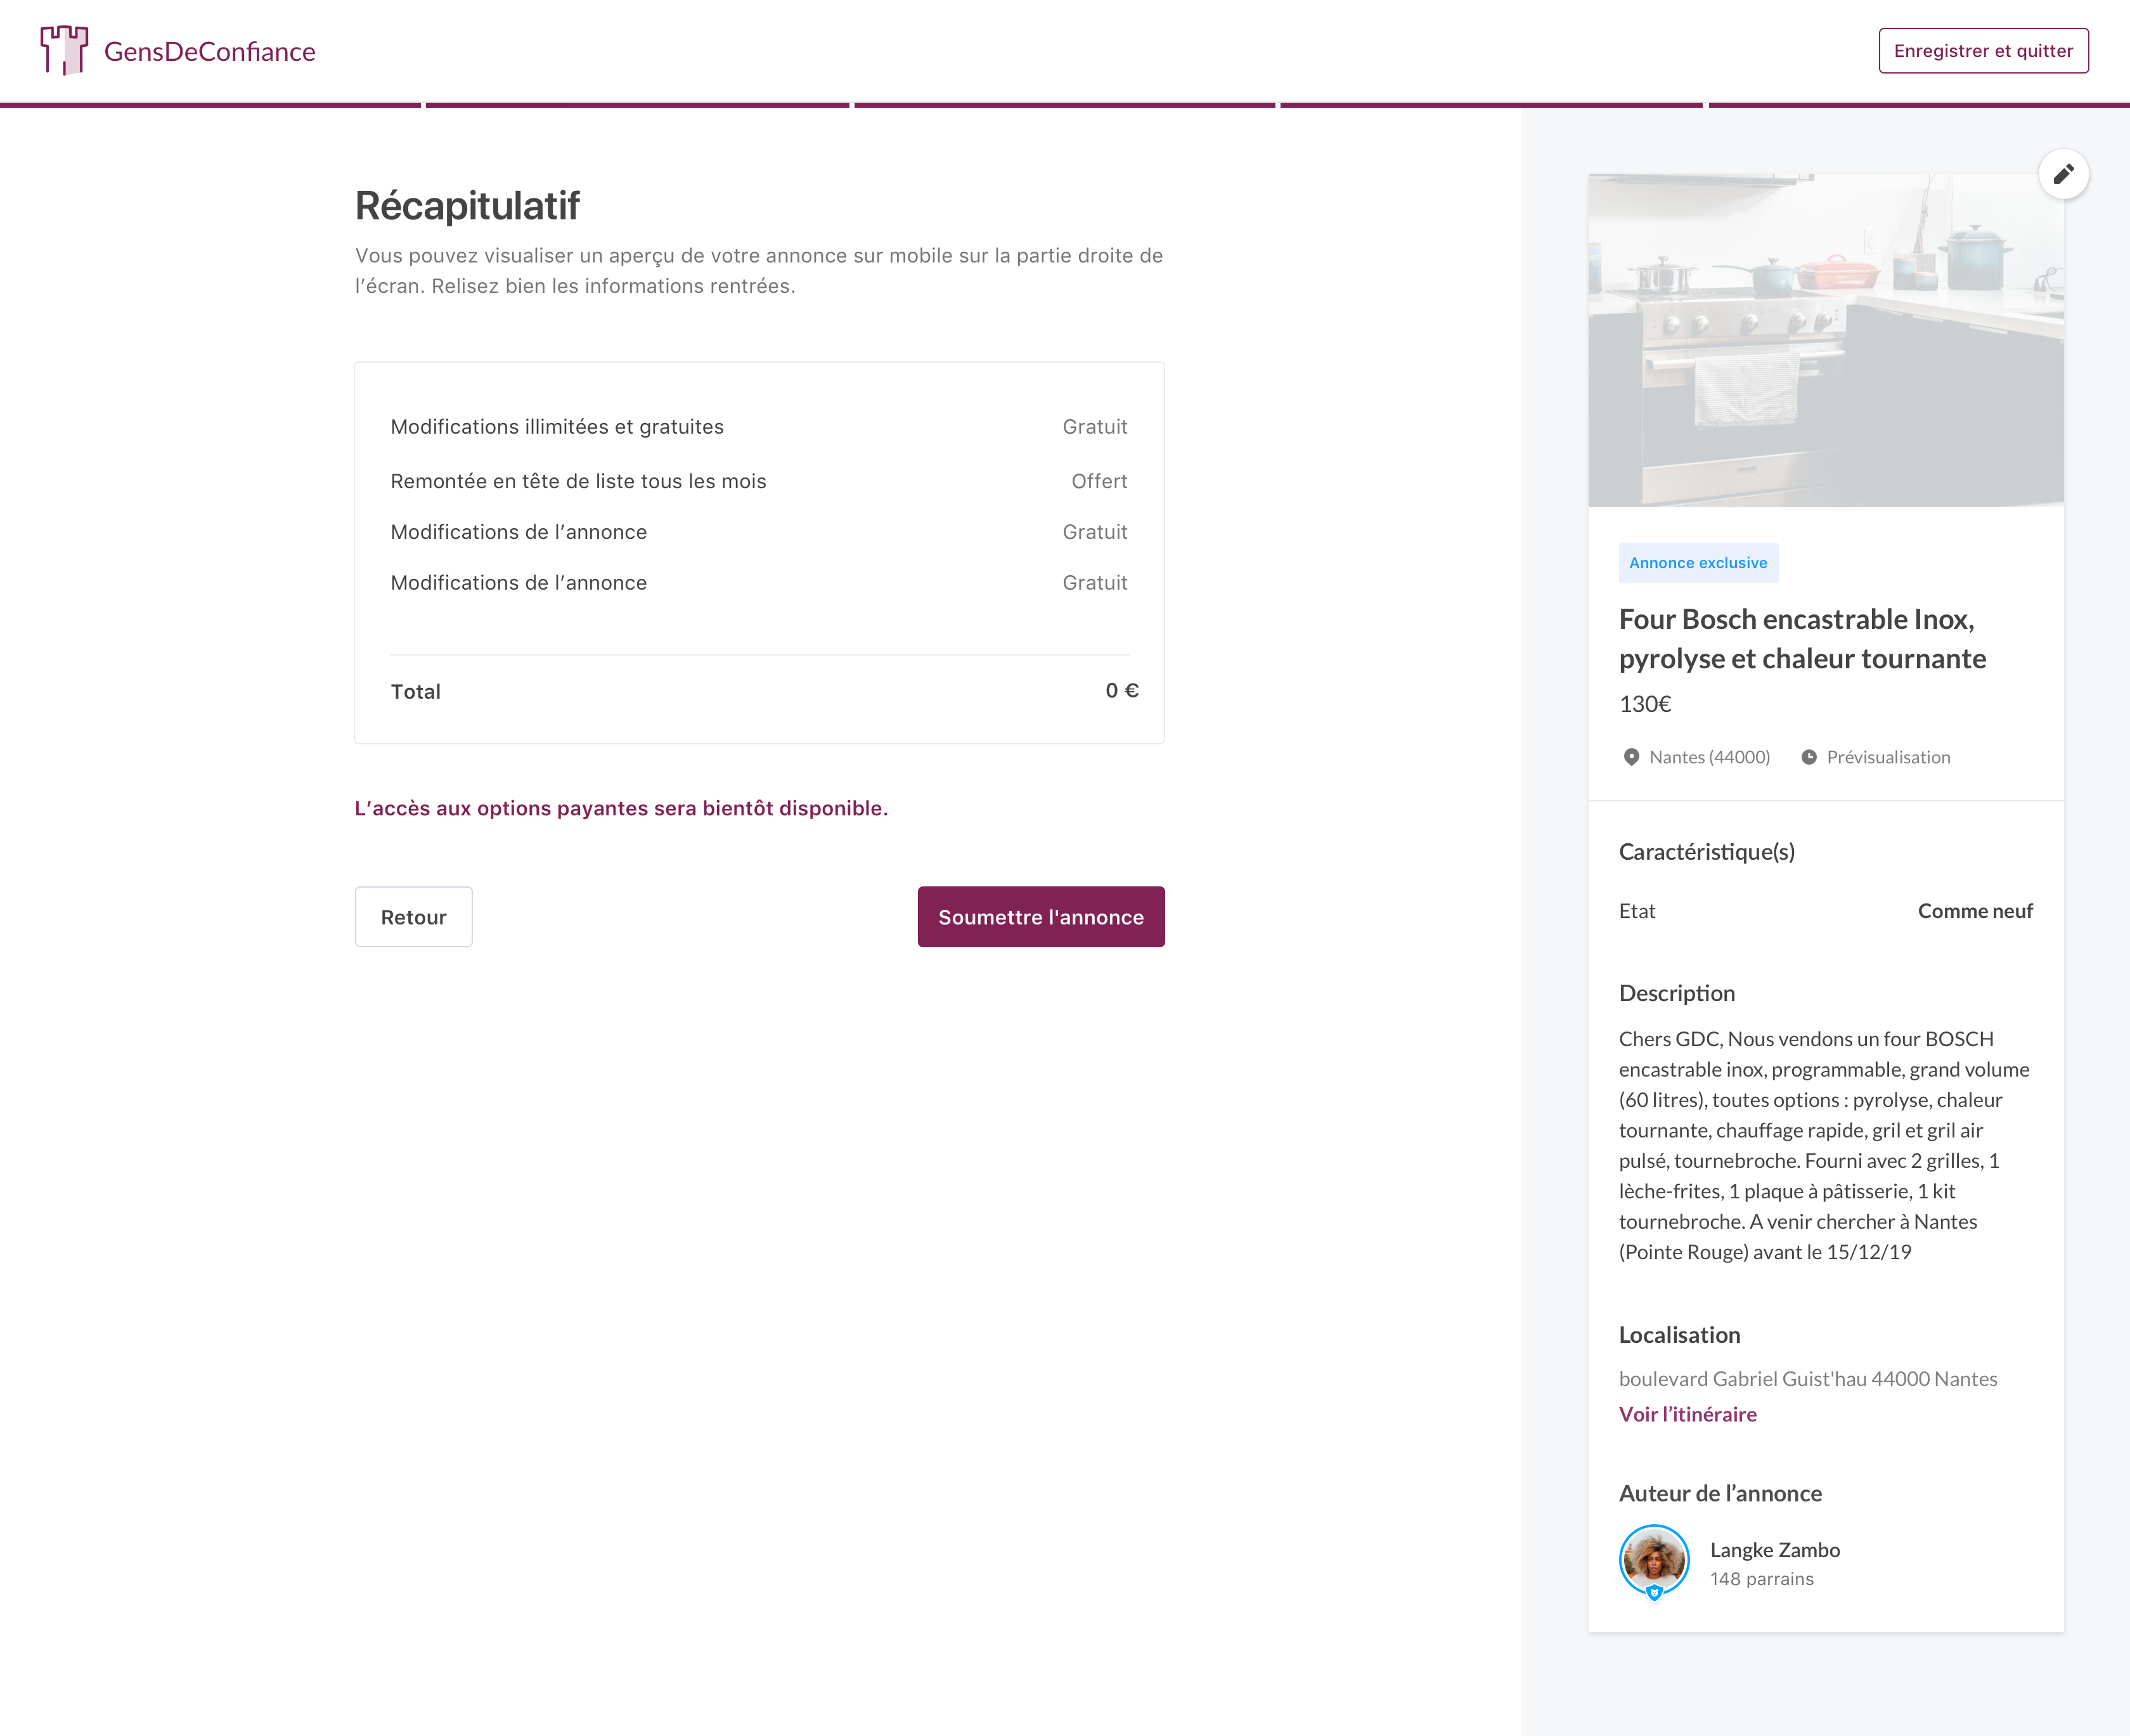 GensDeConfiance
Enregistrer et quitter
Récapitulatif
Vous pouvez visualiser un aperçu de votre annonce sur mobile sur la partie droite de
l’écran. Relisez bien les informations rentrées.
Modifications illimitées et gratuites Gratuit
Remontée en tête de liste tous les mois Offert
Modifications de l’annonce Gratuit
Modifications de l’annonce Gratuit
Total 0 €
L’accès aux options payantes sera bientôt disponible.
Retour
Soumettre l'annonce
Annonce exclusive
Four Bosch encastrable Inox,
pyrolyse et chaleur tournante
130€
Nantes (44000) Prévisualisation
Caractéristique(s)
Etat Comme neuf
Description
Chers GDC, Nous vendons un four BOSCH
encastrable inox, programmable, grand volume
(60 litres), toutes options : pyrolyse, chaleur
tournante, chauffage rapide, gril et gril air
pulsé, tournebroche. Fourni avec 2 grilles, 1
lèche-frites, 1 plaque à pâtisserie, 1 kit
tournebroche. A venir chercher à Nantes
(Pointe Rouge) avant le 15/12/19
Localisation
boulevard Gabriel Guist'hau 44000 Nantes
Voir l’itinéraire
Auteur de l’annonce
Langke Zambo
148 parrains